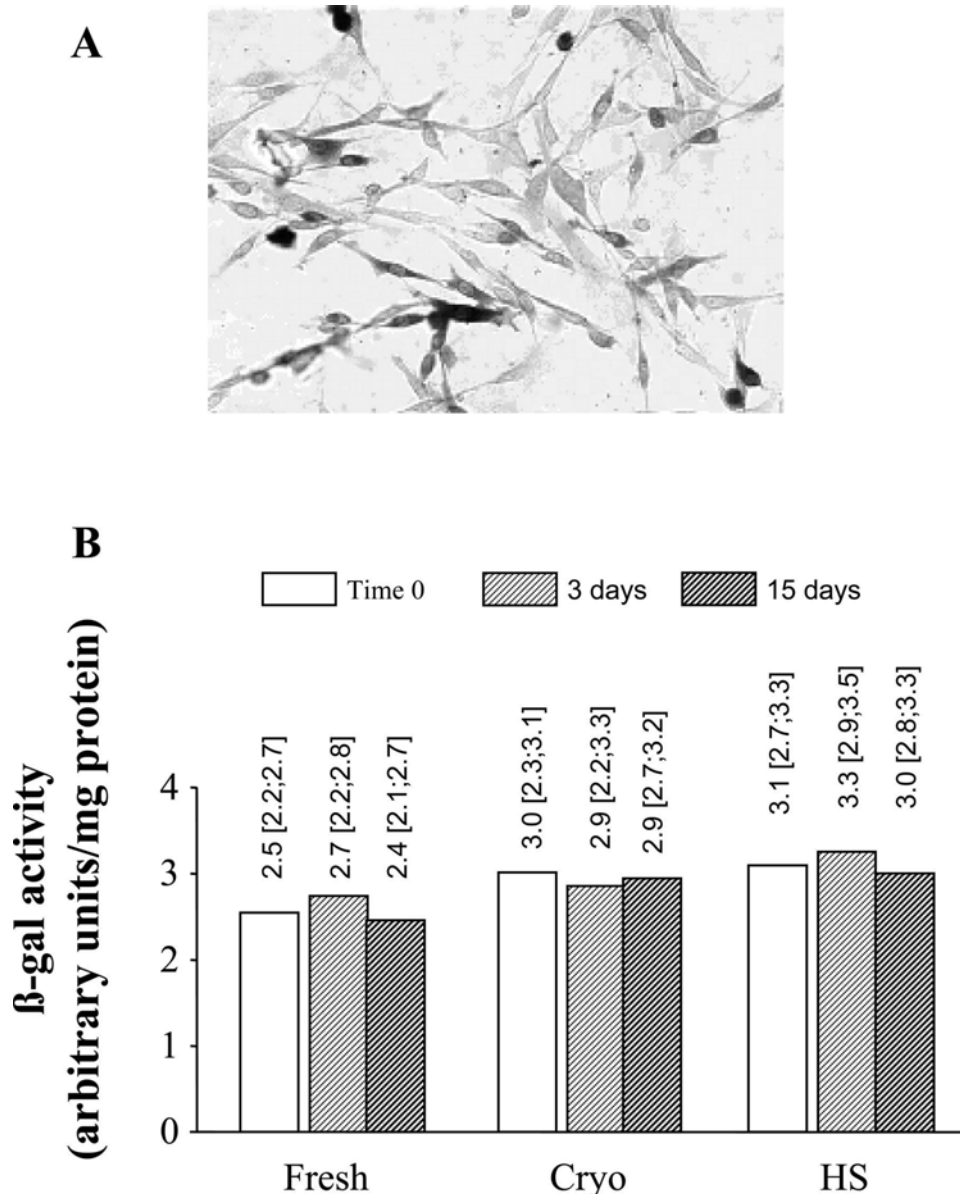 A
B
Time 0
3 days
15 days
ß-gal activity
(arbitrary units/mg protein)
4
3
2
1
0
2.5 [2.2;2.7]
2.7 [2.2;2.8]
2.4 [2.1;2.7]
3.0 [2.3;3.1]
2.9 [2.2;3.3]
2.9 [2.7;3.2]
3.1 [2.7;3.3]
3.3 [2.9;3.5]
3.0 [2.8;3.3]
Fresh
Cryo
HS